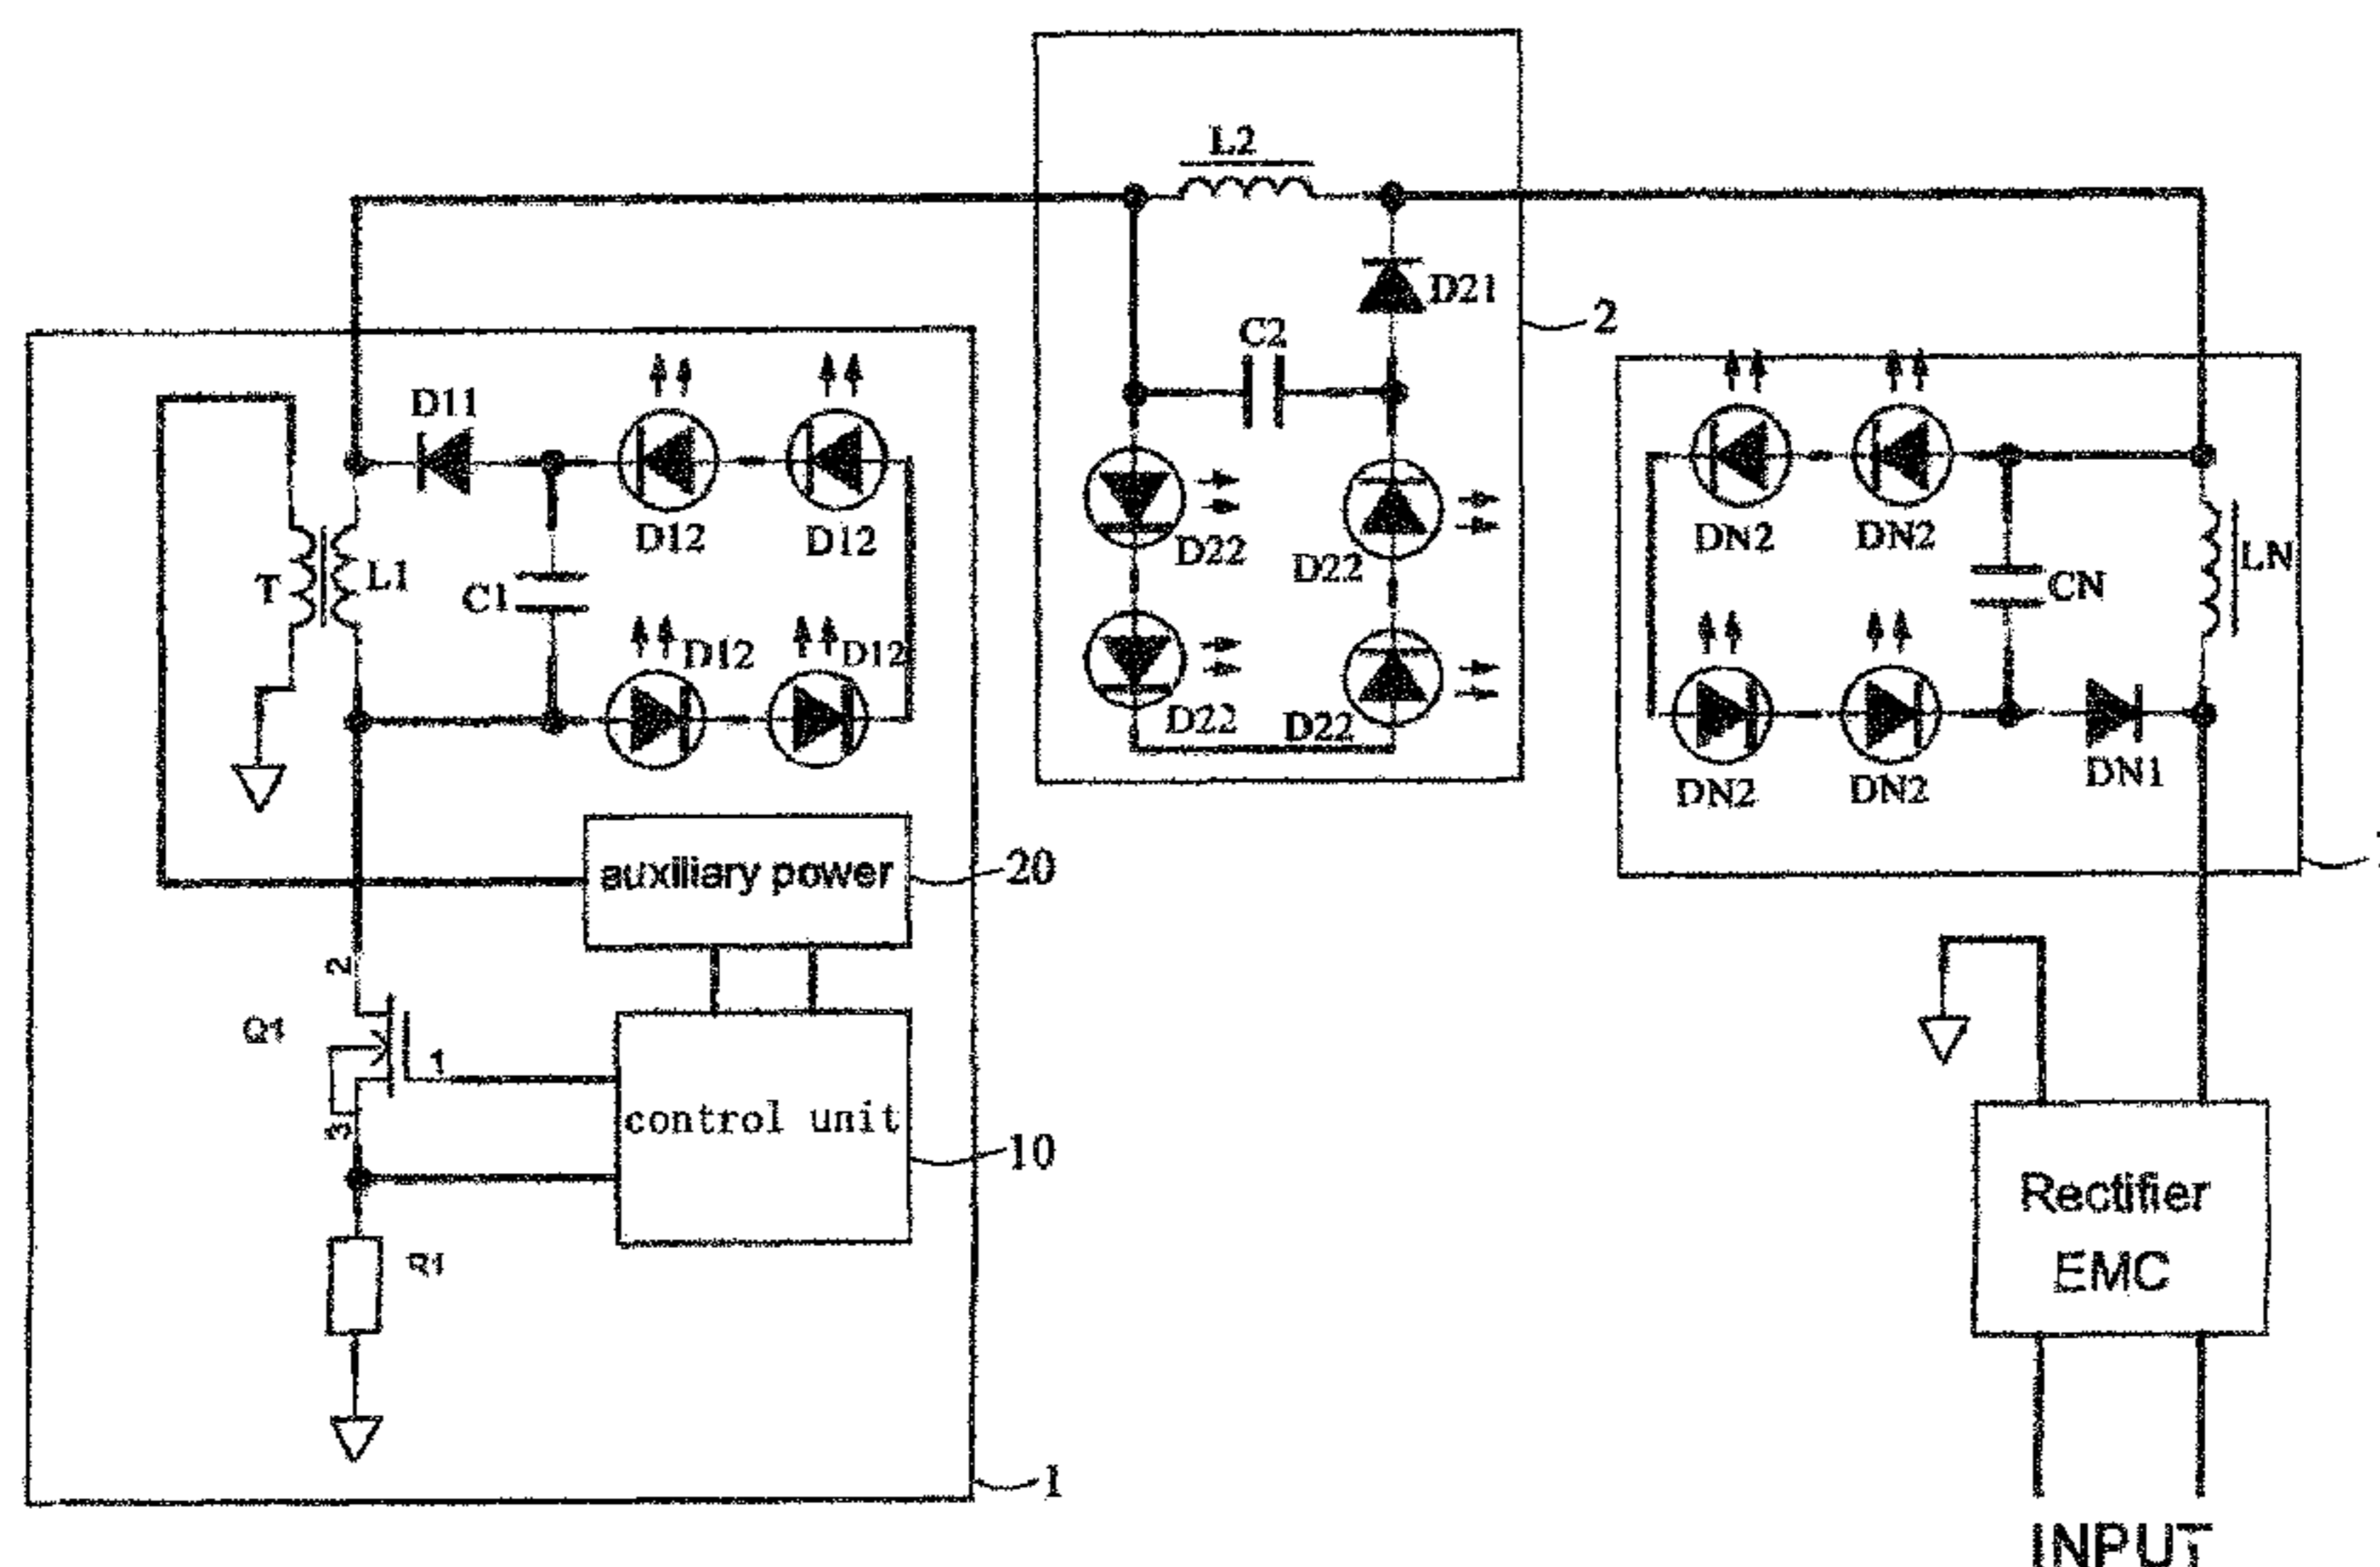 L2
D21
2
C2
D11
D12
D12
D22
D22
D22
D22
DN2
DN2
CN
LN
T
L1
C1
D12
D12
DN2
DN2
DN1
auxiliary power
20
2
Q1
1
3
control unit
10
R1
1
Rectifier
EMC
INPUT